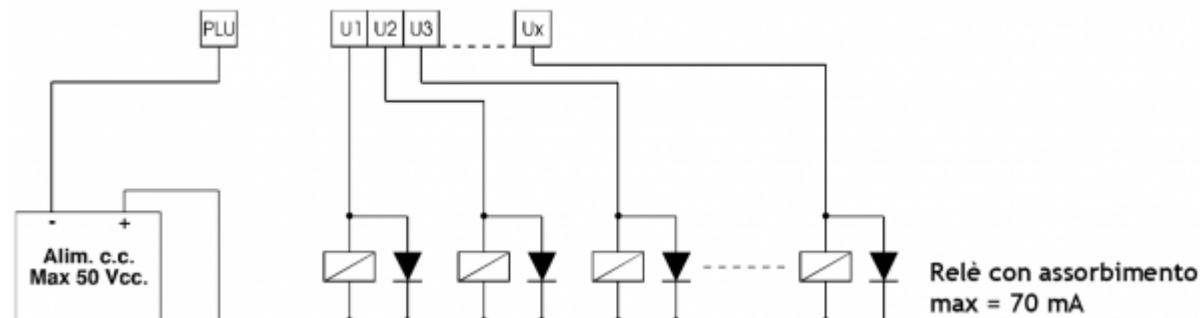 PLU U1 U2 U3 Ux
- +
Alim. c.c.
Max 50 Vcc.
Relè con assorbimento
max = 70 mA